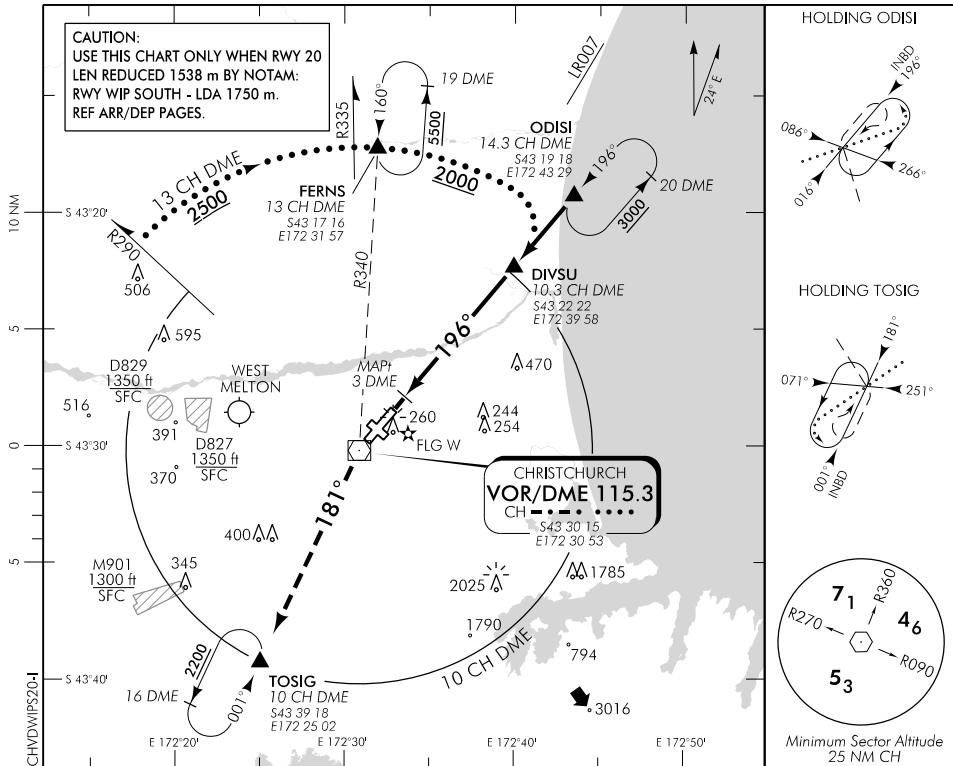 CAUTION:
USE THIS CHART ONLY WHEN RWY 20
LEN REDUCED 1538 m BY NOTAM:
RWY WIP SOUTH - LDA 1750 m.
REF ARR/DEP PAGES.
19 DME
160°
5500
R335
LR007
24° E
ODISI
14.3 CH DME
S43 19 18
E172 43 29
196°
20 DME
3000
13 CH DME
2500
2000
FERNS
13 CH DME
S43 17 16
E172 31 57
10 NM
S 43°20'
R290
R340
DIVSU
10.3 CH DME
S43 22 22
E172 39 58
506
595
5
196°
470
MAPt
3 DME
D829
1350 ft
SFC
WEST
MELTON
516
391
D827
1350 ft
SFC
260
244
254
FLG W
0
S 43°30'
370
CHRISTCHURCH
VOR/DME 115.3
CH
S43 30 15
E172 30 53
181°
400
M901
1300 ft
SFC
345
5
2025
1785
1790
794
10 CH DME
2200
16 DME
001°
S 43°40'
TOSIG
10 CH DME
S43 39 18
E172 25 02
3016
CHVDWIPS20-I
E 172°20'
E 172°30'
E 172°40'
E 172°50'
HOLDING ODISI
INBD
196°
086°
266°
016°
HOLDING TOSIG
181°
071°
251°
001°
INBD
R360
R270
R090
71
46
53
Minimum Sector Altitude
25 NM CH